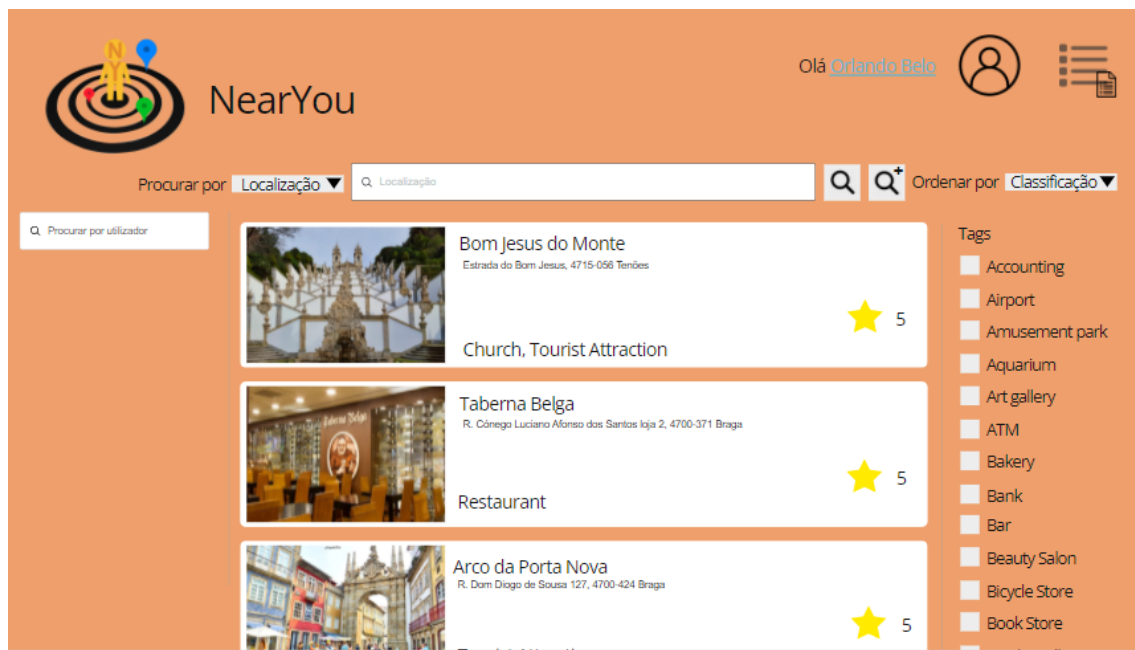 N
Y
NearYou
Olá Orlando Belo
Procurar por Localização
Localização
Ordenar por Classificação
Procurar por utilizador
Bom Jesus do Monte
Estrada do Bom Jesus, 4715-056 Tenões
5
Church, Tourist Attraction
Taberna Belga
R. Cónego Luciano Afonso dos Santos loja 2, 4700-371 Braga
Taberna Belga
5
Restaurant
Arco da Porta Nova
R. Dom Diogo de Sousa 127, 4700-424 Braga
5
Tags
Accounting
Airport
Amusement park
Aquarium
Art gallery
ATM
Bakery
Bank
Bar
Beauty Salon
Bicycle Store
Book Store